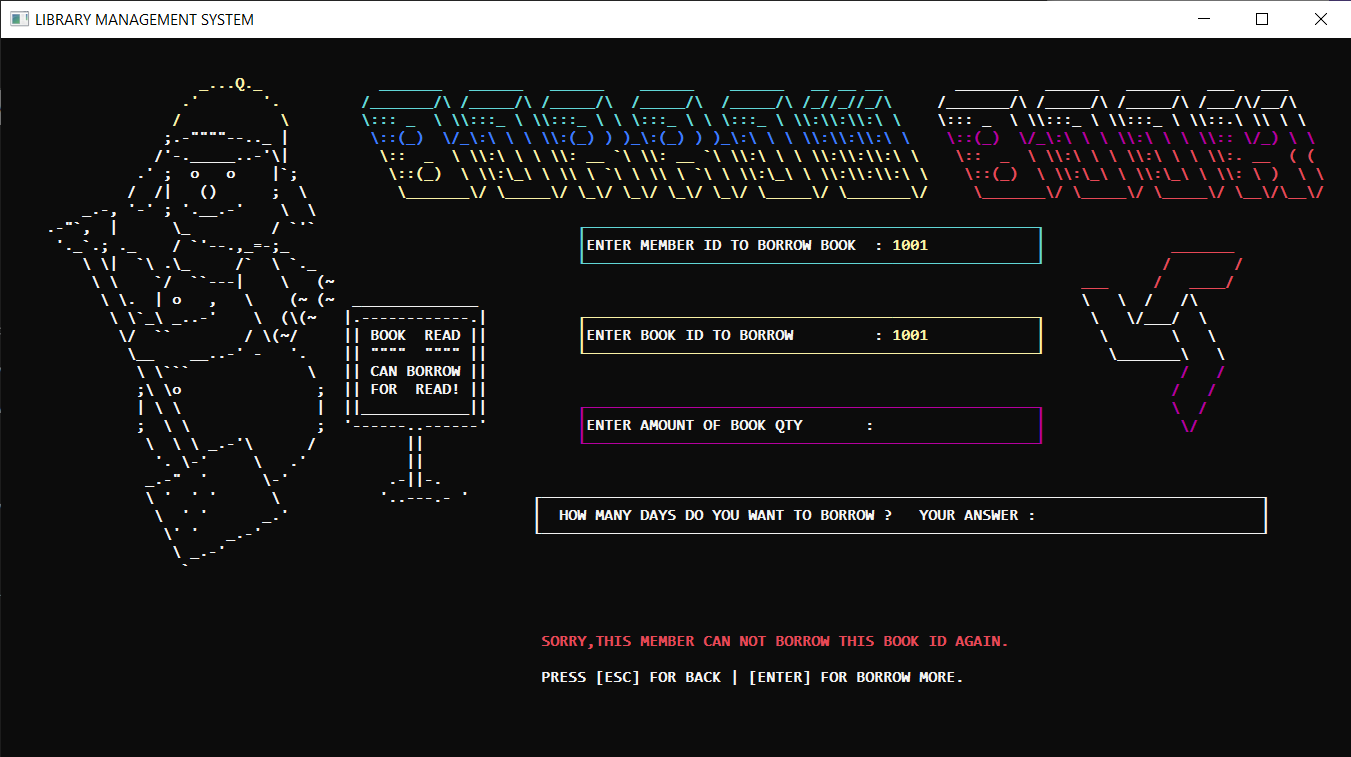 LIBRARY MANAGEMENT SYSTEM
BORROW BOOK
ENTER MEMBER ID TO BORROW BOOK : 1001
BOOK READ
"""" """"
CAN BORROW
FOR READ!
ENTER BOOK ID TO BORROW : 1001
ENTER AMOUNT OF BOOK QTY :
HOW MANY DAYS DO YOU WANT TO BORROW ? YOUR ANSWER :
SORRY,THIS MEMBER CAN NOT BORROW THIS BOOK ID AGAIN.
PRESS [ESC] FOR BACK | [ENTER] FOR BORROW MORE.